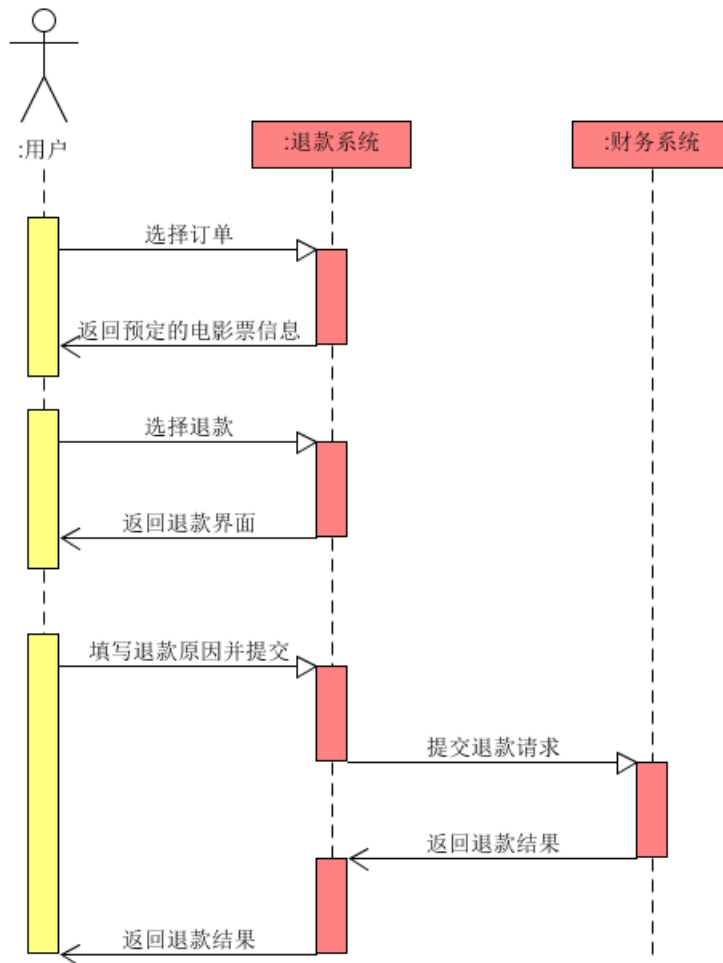 :用户
:退款系统
:财务系统
选择订单
返回预定的电影票信息
选择退款
返回退款界面
填写退款原因并提交
提交退款请求
返回退款结果
返回退款结果